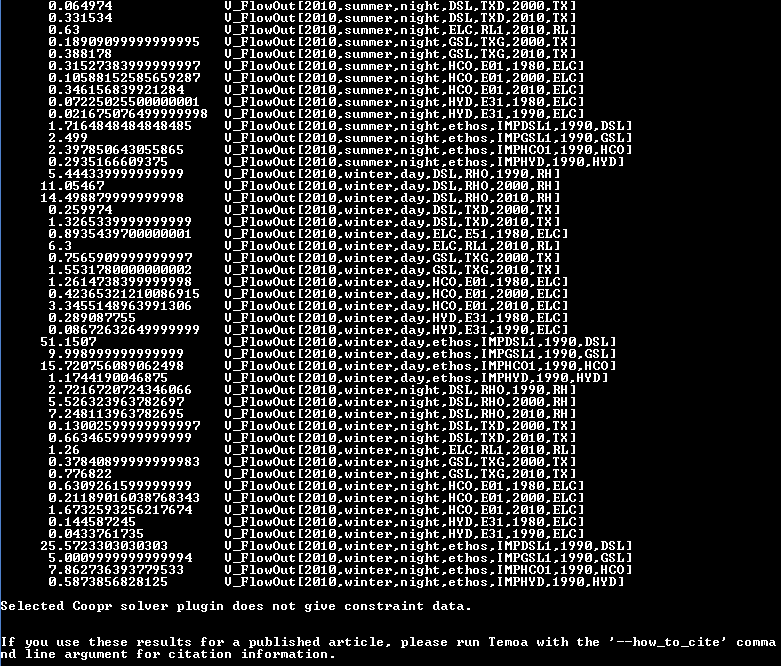 0.064974 V_FlowOut[2010,summer,night,DSL,TXD,2000,TX]
0.331534 V_FlowOut[2010,summer,night,DSL,TXD,2010,TX]
0.63 V_FlowOut[2010,summer,night,ELC,RL1,2010,RL]
0.18909099999999995 V_FlowOut[2010,summer,night,GSL,TXG,2000,TX]
0.388178 V_FlowOut[2010,summer,night,GSL,TXG,2010,TX]
0.31527383999999997 V_FlowOut[2010,summer,night,HCO,E01,1980,ELC]
0.10588152585659287 V_FlowOut[2010,summer,night,HCO,E01,2000,ELC]
0.346156839921284 V_FlowOut[2010,summer,night,HCO,E01,2010,ELC]
0.07225025500000001 V_FlowOut[2010,summer,night,HYD,E31,1980,ELC]
0.021675076499999998 V_FlowOut[2010,summer,night,HYD,E31,1990,ELC]
1.7164848484848485 V_FlowOut[2010,summer,night,ethos,IMPDSL1,1990,DSL]
2.499 V_FlowOut[2010,summer,night,ethos,IMPGSL1,1990,GSL]
2.397850643055865 V_FlowOut[2010,summer,night,ethos,IMPHCO1,1990,HCO]
0.2935166609375 V_FlowOut[2010,summer,night,ethos,IMPHYD,1990,HYD]
5.444339999999999 V_FlowOut[2010,winter,day,DSL,RHO,1990,RH]
11.05467 V_FlowOut[2010,winter,day,DSL,RHO,2000,RH]
14.498879999999998 V_FlowOut[2010,winter,day,DSL,RHO,2010,RH]
0.259974 V_FlowOut[2010,winter,day,DSL,TXD,2000,TX]
1.3265339999999999 V_FlowOut[2010,winter,day,DSL,TXD,2010,TX]
0.8935439700000001 V_FlowOut[2010,winter,day,ELC,E51,1980,ELC]
6.3 V_FlowOut[2010,winter,day,ELC,RL1,2010,RL]
0.7565909999999997 V_FlowOut[2010,winter,day,GSL,TXG,2000,TX]
1.5531780000000002 V_FlowOut[2010,winter,day,GSL,TXG,2010,TX]
1.2614738399999998 V_FlowOut[2010,winter,day,HCO,E01,1980,ELC]
0.42365321210086915 V_FlowOut[2010,winter,day,HCO,E01,2000,ELC]
3.3455148963991306 V_FlowOut[2010,winter,day,HCO,E01,2010,ELC]
0.289087755 V_FlowOut[2010,winter,day,HYD,E31,1980,ELC]
0.08672632649999999 V_FlowOut[2010,winter,day,HYD,E31,1990,ELC]
51.1507 V_FlowOut[2010,winter,day,ethos,IMPDSL1,1990,DSL]
9.998999999999999 V_FlowOut[2010,winter,day,ethos,IMPGSL1,1990,GSL]
15.720756089062498 V_FlowOut[2010,winter,day,ethos,IMPHCO1,1990,HCO]
1.1744190046875 V_FlowOut[2010,winter,day,ethos,IMPHYD,1990,HYD]
2.7216720724346066 V_FlowOut[2010,winter,night,DSL,RHO,1990,RH]
5.526323963782697 V_FlowOut[2010,winter,night,DSL,RHO,2000,RH]
7.248113963782695 V_FlowOut[2010,winter,night,DSL,RHO,2010,RH]
0.13002599999999997 V_FlowOut[2010,winter,night,DSL,TXD,2000,TX]
0.6634659999999999 V_FlowOut[2010,winter,night,DSL,TXD,2010,TX]
1.26 V_FlowOut[2010,winter,night,ELC,RL1,2010,RL]
0.37840899999999983 V_FlowOut[2010,winter,night,GSL,TXG,2000,TX]
0.776822 V_FlowOut[2010,winter,night,GSL,TXG,2010,TX]
0.6309261599999999 V_FlowOut[2010,winter,night,HCO,E01,1980,ELC]
0.21189016038768343 V_FlowOut[2010,winter,night,HCO,E01,2000,ELC]
1.6732593256217674 V_FlowOut[2010,winter,night,HCO,E01,2010,ELC]
0.144587245 V_FlowOut[2010,winter,night,HYD,E31,1980,ELC]
0.0433761735 V_FlowOut[2010,winter,night,HYD,E31,1990,ELC]
25.5723303030303 V_FlowOut[2010,winter,night,ethos,IMPDSL1,1990,DSL]
5.0009999999999994 V_FlowOut[2010,winter,night,ethos,IMPGSL1,1990,GSL]
7.862736393779533 V_FlowOut[2010,winter,night,ethos,IMPHCO1,1990,HCO]
0.5873856828125 V_FlowOut[2010,winter,night,ethos,IMPHYD,1990,HYD]
Selected Coopr solver plugin does not give constraint data.
If you use these results for a published article, please run Temoa with the '--how_to_cite' comma
nd line argument for citation information.